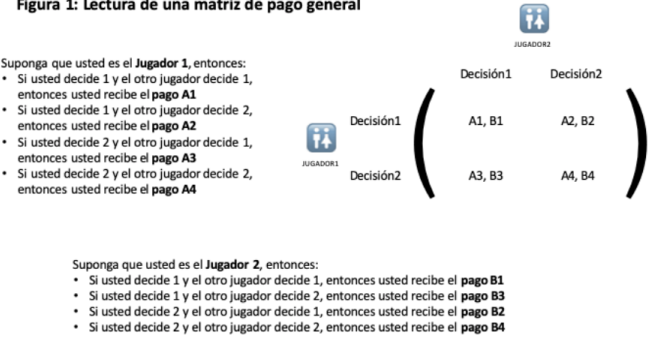 Figura 1: Lectura de una matriz de pago general
JUGADOR2
Suponga que usted es el Jugador 1, entonces:
• Si usted decide 1 y el otro jugador decide 1,
entonces usted recibe el pago A1
• Si usted decide 1 y el otro jugador decide 2,
entonces usted recibe el pago A2
• Si usted decide 2 y el otro jugador decide 1,
entonces usted recibe el pago A3
• Si usted decide 2 y el otro jugador decide 2,
entonces usted recibe el pago A4
Decisión1 Decisión2
Decisión1 A1, B1 A2, B2
JUGADOR1
Decisión2 A3, B3 A4, B4
Suponga que usted es el Jugador 2, entonces:
• Si usted decide 1 y el otro jugador decide 1, entonces usted recibe el pago B1
• Si usted decide 1 y el otro jugador decide 2, entonces usted recibe el pago B3
• Si usted decide 2 y el otro jugador decide 1, entonces usted recibe el pago B2
• Si usted decide 2 y el otro jugador decide 2, entonces usted recibe el pago B4